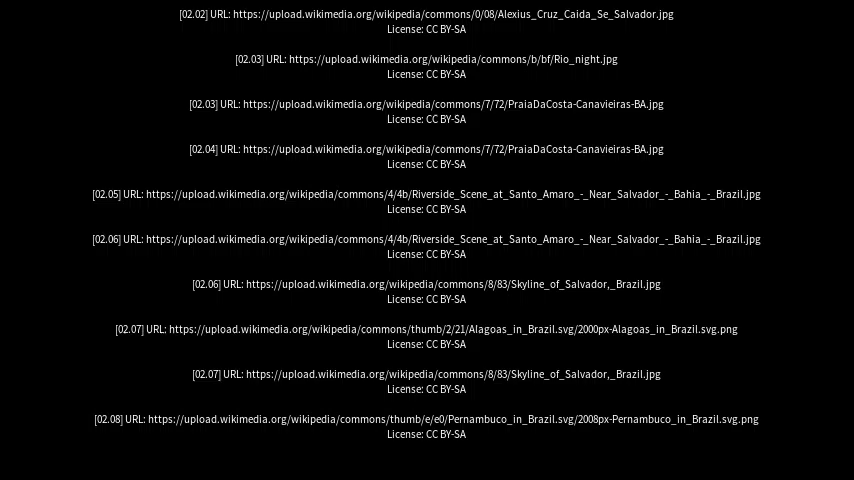 [02.02] URL: https://upload.wikimedia.org/wikipedia/commons/0/08/Alexius_Cruz_Caida_Se_Salvador.jpg
License: CC BY-SA
[02.03] URL: https://upload.wikimedia.org/wikipedia/commons/b/bf/Rio_night.jpg
License: CC BY-SA
[02.03] URL: https://upload.wikimedia.org/wikipedia/commons/7/72/PraiaDaCosta-Canavieiras-BA.jpg
License: CC BY-SA
[02.04] URL: https://upload.wikimedia.org/wikipedia/commons/7/72/PraiaDaCosta-Canavieiras-BA.jpg
License: CC BY-SA
[02.05] URL: https://upload.wikimedia.org/wikipedia/commons/4/4b/Riverside_Scene_at_Santo_Amaro_-_Near_Salvador_-_Bahia_-_Brazil.jpg
License: CC BY-SA
[02.06] URL: https://upload.wikimedia.org/wikipedia/commons/4/4b/Riverside_Scene_at_Santo_Amaro_-_Near_Salvador_-_Bahia_-_Brazil.jpg
License: CC BY-SA
[02.06] URL: https://upload.wikimedia.org/wikipedia/commons/8/83/Skyline_of_Salvador,_Brazil.jpg
License: CC BY-SA
[02.07] URL: https://upload.wikimedia.org/wikipedia/commons/thumb/2/21/Alagoas_in_Brazil.svg/2000px-Alagoas_in_Brazil.svg.png
License: CC BY-SA
[02.07] URL: https://upload.wikimedia.org/wikipedia/commons/8/83/Skyline_of_Salvador,_Brazil.jpg
License: CC BY-SA
[02.08] URL: https://upload.wikimedia.org/wikipedia/commons/thumb/e/e0/Pernambuco_in_Brazil.svg/2008px-Pernambuco_in_Brazil.svg.png
License: CC BY-SA